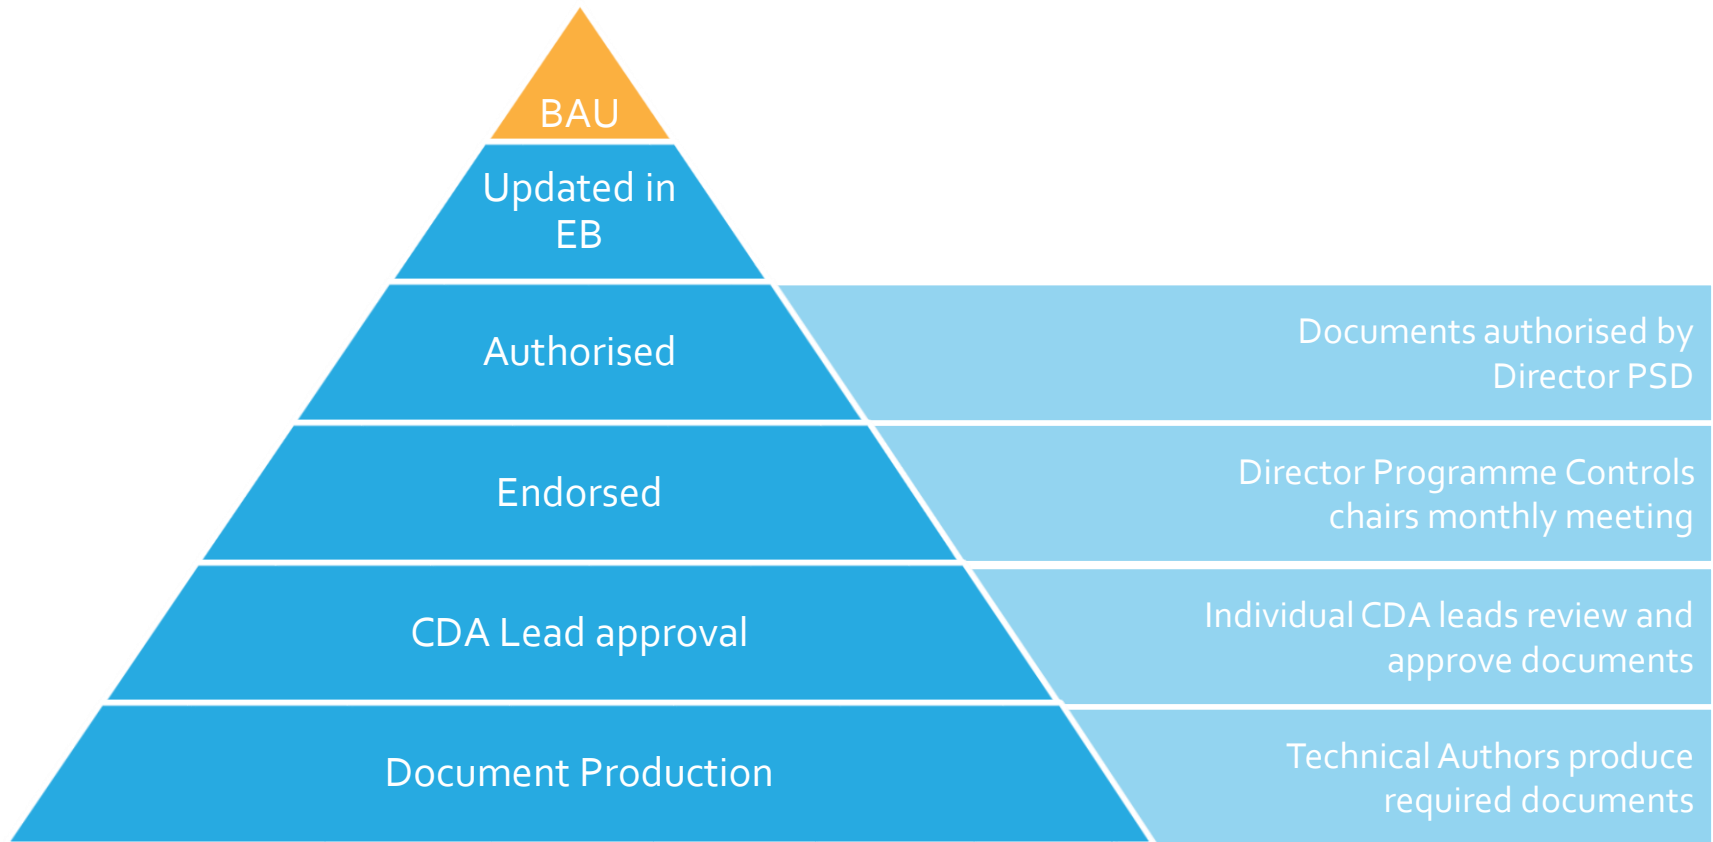 BAU
Updated in
EB
Authorised
Documents authorised by
Director PSD
Endorsed
Director Programme Controls
chairs monthly meeting
CDA Lead approval
Individual CDA leads review and
approve documents
Document Production
Technical Authors produce
required documents